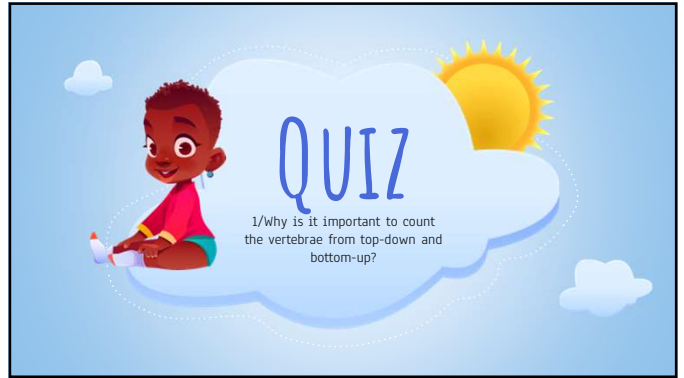 QUIZ
1/Why is it important to count
the vertebrae from top-down and
bottom-up?